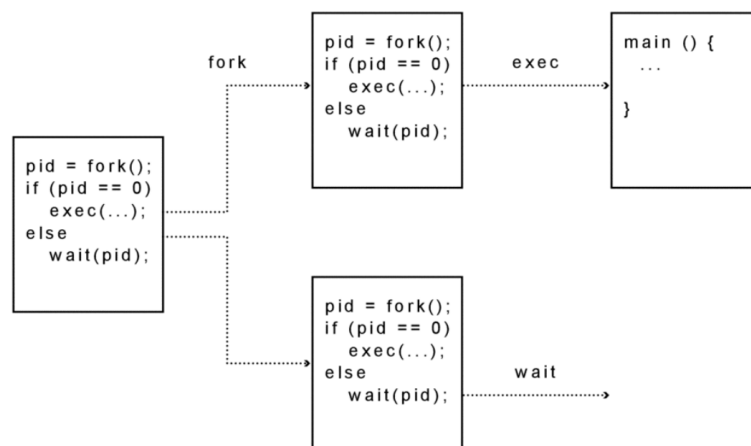 fork
pid = fork();
if (pid == 0)
exec(...);
else
wait(pid);
exec
main () {
...
}
pid = fork();
if (pid == 0)
exec(...);
else
wait(pid);
pid = fork();
if (pid == 0)
exec(...);
else
wait(pid);
wait